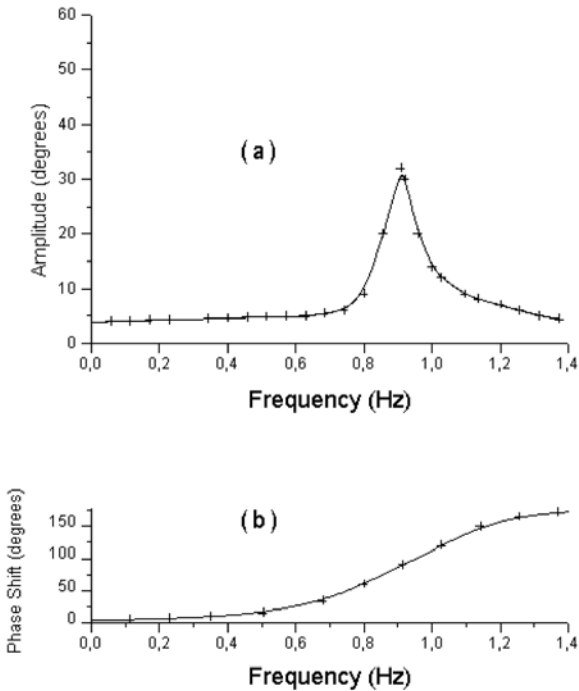 60
50
40
30
20
10
0
Amplitude (degrees)
(a)
0,0 0,2 0,4 0,6 0,8 1,0 1,2 1,4
Frequency (Hz)
150
100
50
0
Phase Shift (degrees)
(b)
0,0 0,2 0,4 0,6 0,8 1,0 1,2 1,4
Frequency (Hz)